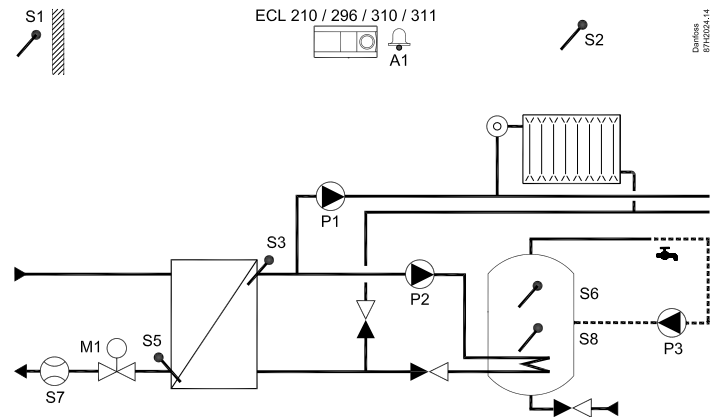 S1
ECL 210 / 296 / 310 / 311
A1
S2
Danfoss
87H2024.14
P1
S3
P2
S6
S8
P3
M1
S5
S7